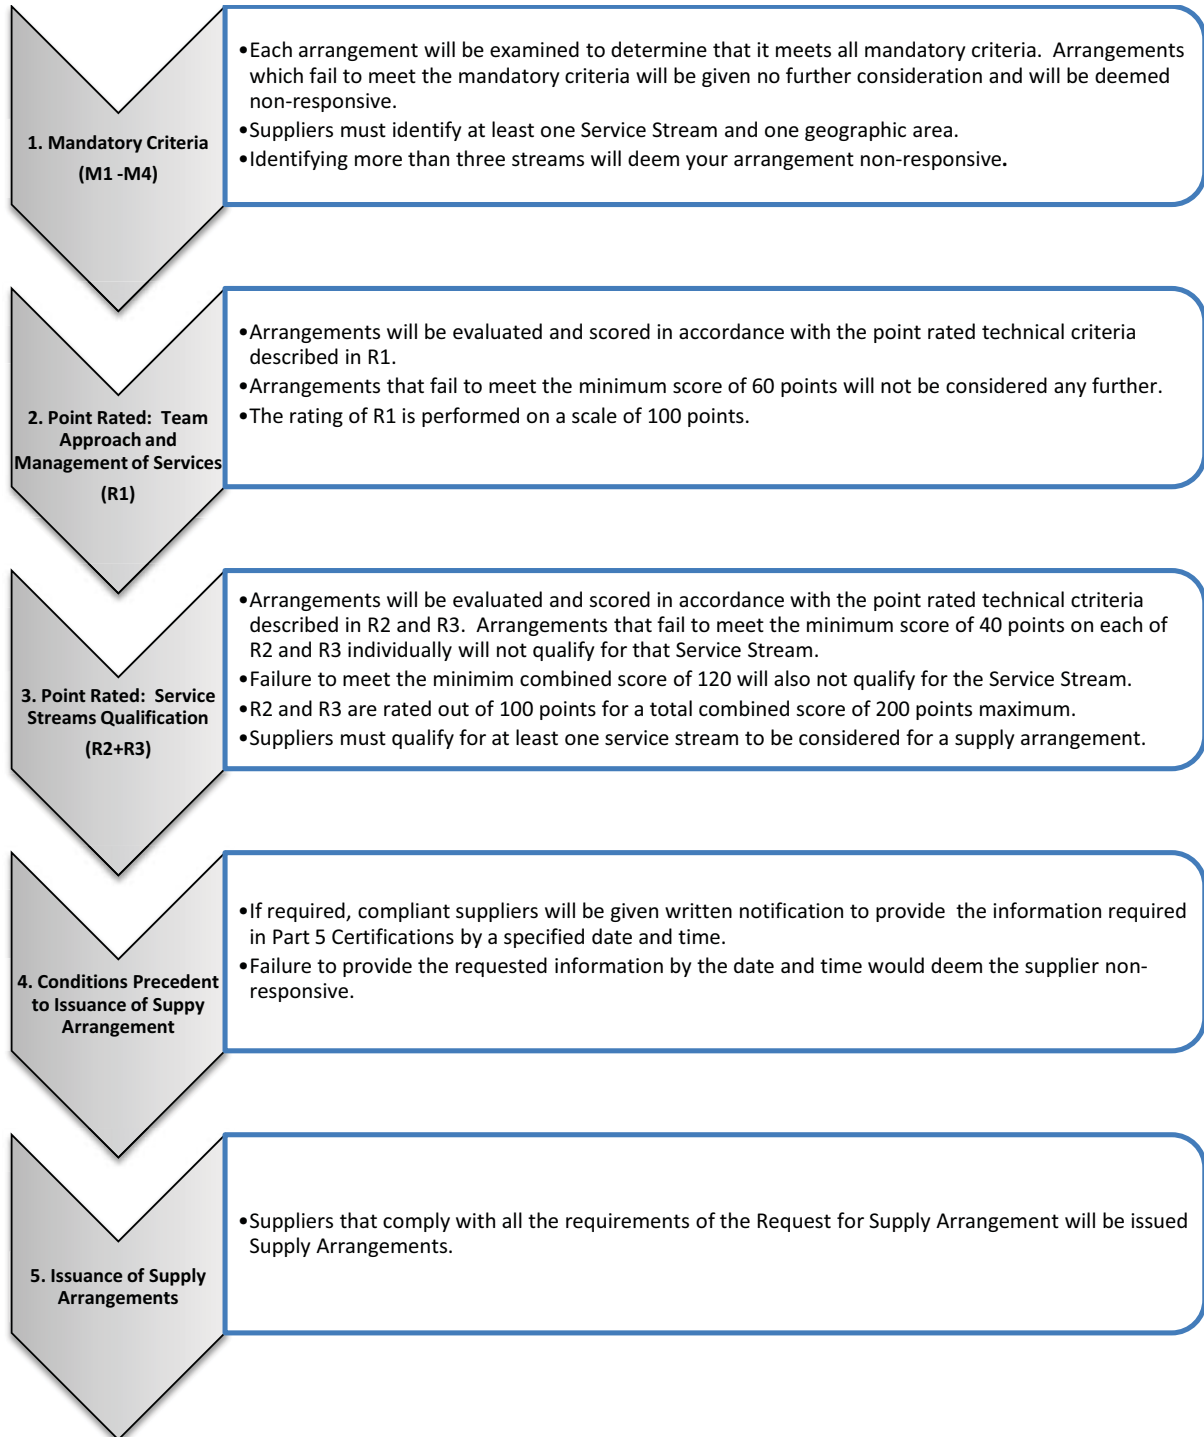 1. Mandatory Criteria
(M1 -M4)
•Each arrangement will be examined to determine that it meets all mandatory criteria.  Arrangements
which fail to meet the mandatory criteria will be given no further consideration and will be deemed
non-responsive.
•Suppliers must identify at least one Service Stream and one geographic area.
•Identifying more than three streams will deem your arrangement non-responsive.
2. Point Rated:  Team
Approach and
Management of Services
(R1)
•Arrangements will be evaluated and scored in accordance with the point rated technical criteria
described in R1.
•Arrangements that fail to meet the minimum score of 60 points will not be considered any further.
•The rating of R1 is performed on a scale of 100 points.
3. Point Rated:  Service
Streams Qualification
(R2+R3)
•Arrangements will be evaluated and scored in accordance with the point rated technical ctriteria
described in R2 and R3.  Arrangements that fail to meet the minimum score of 40 points on each of
R2 and R3 individually will not qualify for that Service Stream.
•Failure to meet the minimim combined score of 120 will also not qualify for the Service Stream.
•R2 and R3 are rated out of 100 points for a total combined score of 200 points maximum.
•Suppliers must qualify for at least one service stream to be considered for a supply arrangement.
4. Conditions Precedent
to Issuance of Suppy
Arrangement
•If required, compliant suppliers will be given written notification to provide  the information required
in Part 5 Certifications by a specified date and time.
•Failure to provide the requested information by the date and time would deem the supplier non-
responsive.
5. Issuance of Supply
Arrangements
•Suppliers that comply with all the requirements of the Request for Supply Arrangement will be issued
Supply Arrangements.